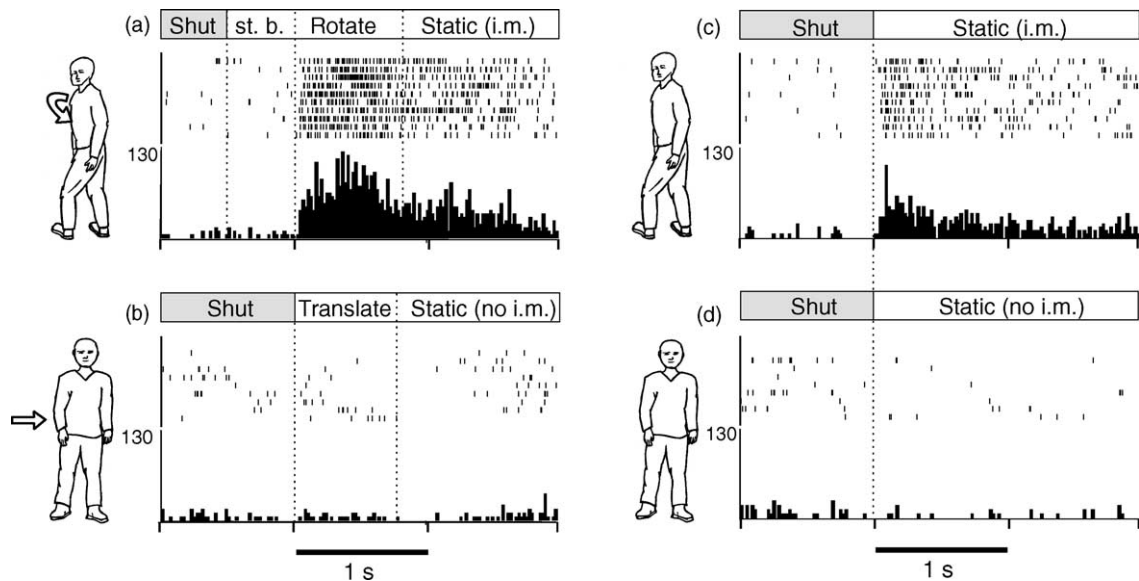 (a) Shut st. b. Rotate Static (i.m.)
130
(b) Shut Translate Static (no i.m.)
130
1 s
(c) Shut Static (i.m.)
130
(d) Shut Static (no i.m.)
130
1 s